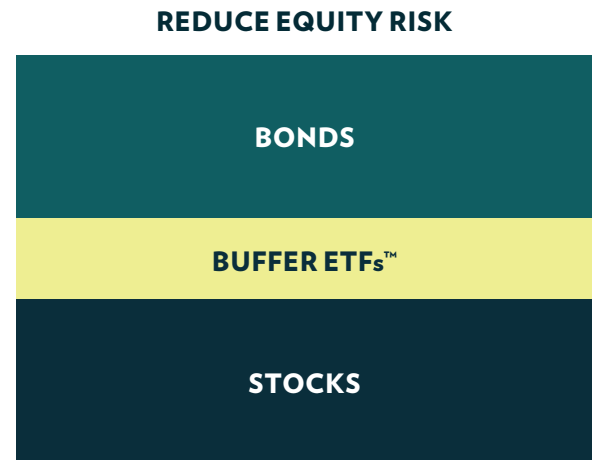 REDUCE EQUITY RISK
BONDS
BUFFER ETFs™
STOCKS